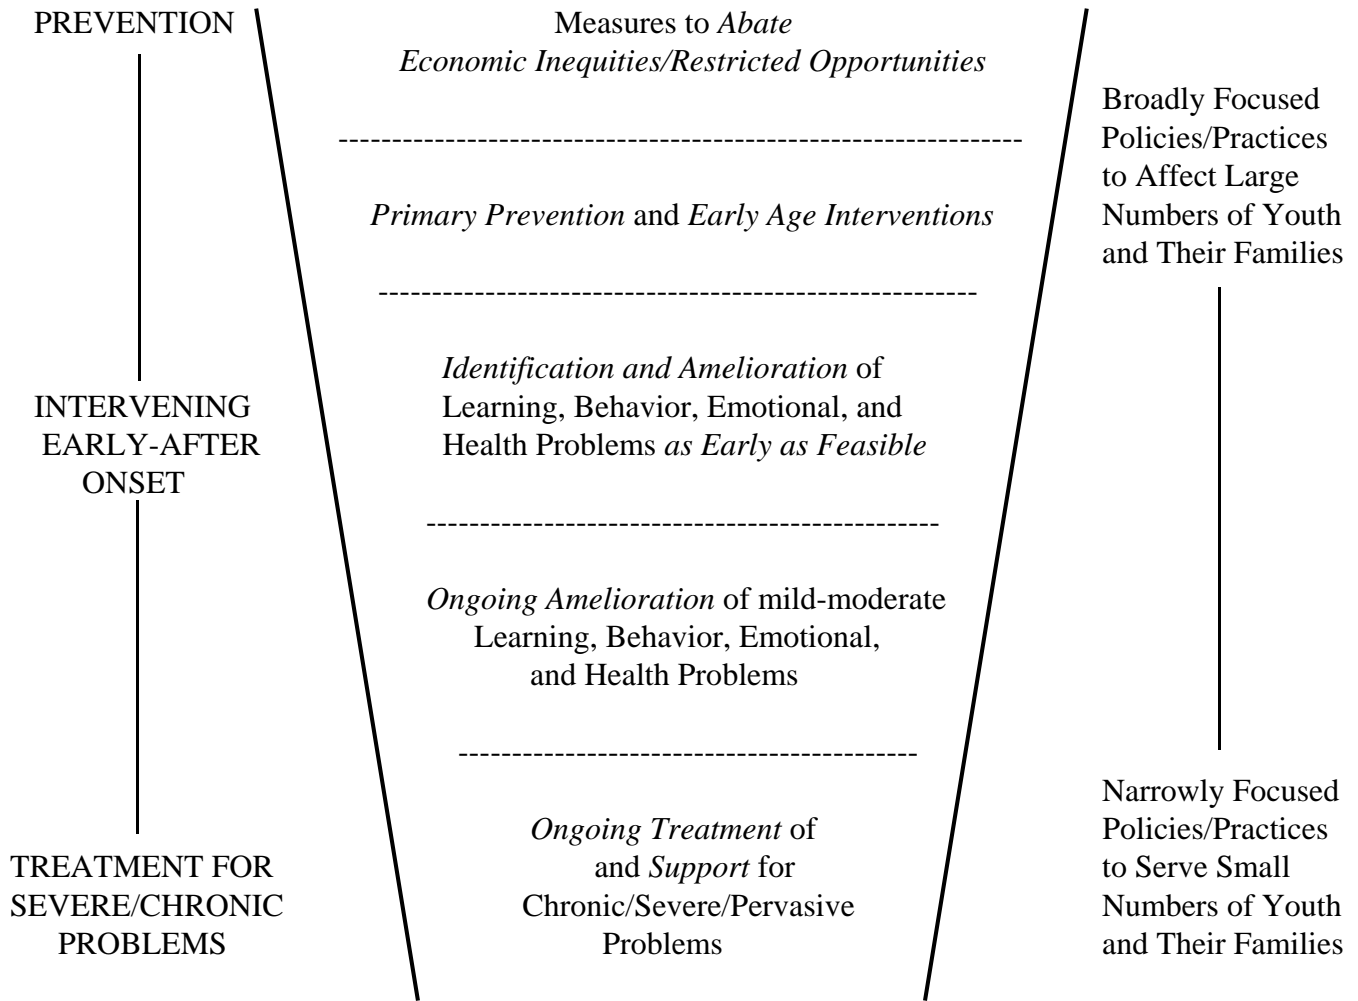 PREVENTION
Measures to Abate
Economic Inequities/Restricted Opportunities
Primary Prevention and Early Age Interventions
Identification and Amelioration of
Learning, Behavior, Emotional, and
Health Problems as Early as Feasible
INTERVENING
EARLY-AFTER
ONSET
Ongoing Amelioration of mild-moderate
Learning, Behavior, Emotional,
and Health Problems
Ongoing Treatment of
and Support for
Chronic/Severe/Pervasive
Problems
TREATMENT FOR
SEVERE/CHRONIC
PROBLEMS
Broadly Focused
Policies/Practices
to Affect Large
Numbers of Youth
and Their Families
Narrowly Focused
Policies/Practices
to Serve Small
Numbers of Youth
and Their Families